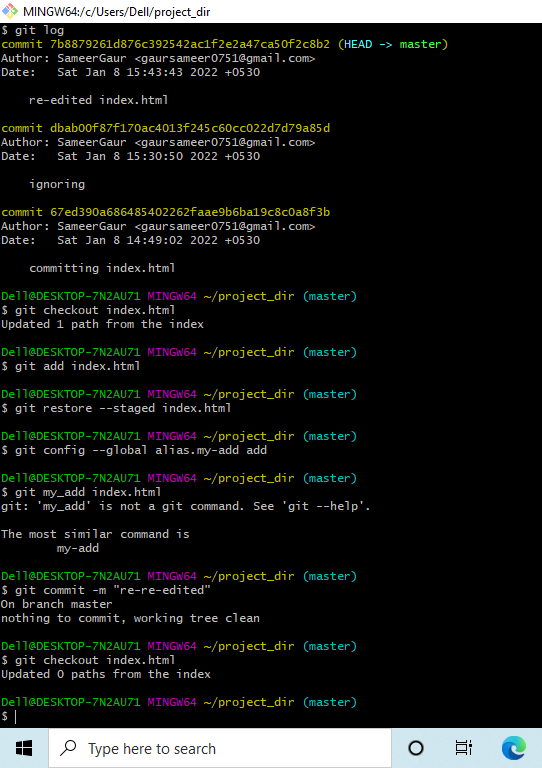 MINGW64:/c/Users/Dell/project_dir
$ git log
commit 7b8879261d876c392542ac1f2e2a47ca50f2c8b2 (HEAD -> master)
Author: SameerGaur <gaursameer0751@gmail.com>
Date:   Sat Jan 8 15:43:43 2022 +0530
    re-edited index.html
commit dbab00f87f170ac4013f245c60cc022d7d79a85d
Author: SameerGaur <gaursameer0751@gmail.com>
Date:   Sat Jan 8 15:30:50 2022 +0530
    ignoring
commit 67ed390a686485402262faae9b6ba19c8c0a8f3b
Author: SameerGaur <gaursameer0751@gmail.com>
Date:   Sat Jan 8 14:49:02 2022 +0530
    committing index.html
Dell@DESKTOP-7N2AU71 MINGW64 ~/project_dir (master)
$ git checkout index.html
Updated 1 path from the index
Dell@DESKTOP-7N2AU71 MINGW64 ~/project_dir (master)
$ git add index.html
Dell@DESKTOP-7N2AU71 MINGW64 ~/project_dir (master)
$ git restore --staged index.html
Dell@DESKTOP-7N2AU71 MINGW64 ~/project_dir (master)
$ git config --global alias.my-add add
Dell@DESKTOP-7N2AU71 MINGW64 ~/project_dir (master)
$ git my_add index.html
git: 'my_add' is not a git command. See 'git --help'.
The most similar command is
        my-add
Dell@DESKTOP-7N2AU71 MINGW64 ~/project_dir (master)
$ git commit -m "re-re-edited"
On branch master
nothing to commit, working tree clean
Dell@DESKTOP-7N2AU71 MINGW64 ~/project_dir (master)
$ git checkout index.html
Updated 0 paths from the index
Dell@DESKTOP-7N2AU71 MINGW64 ~/project_dir (master)
$
Type here to search